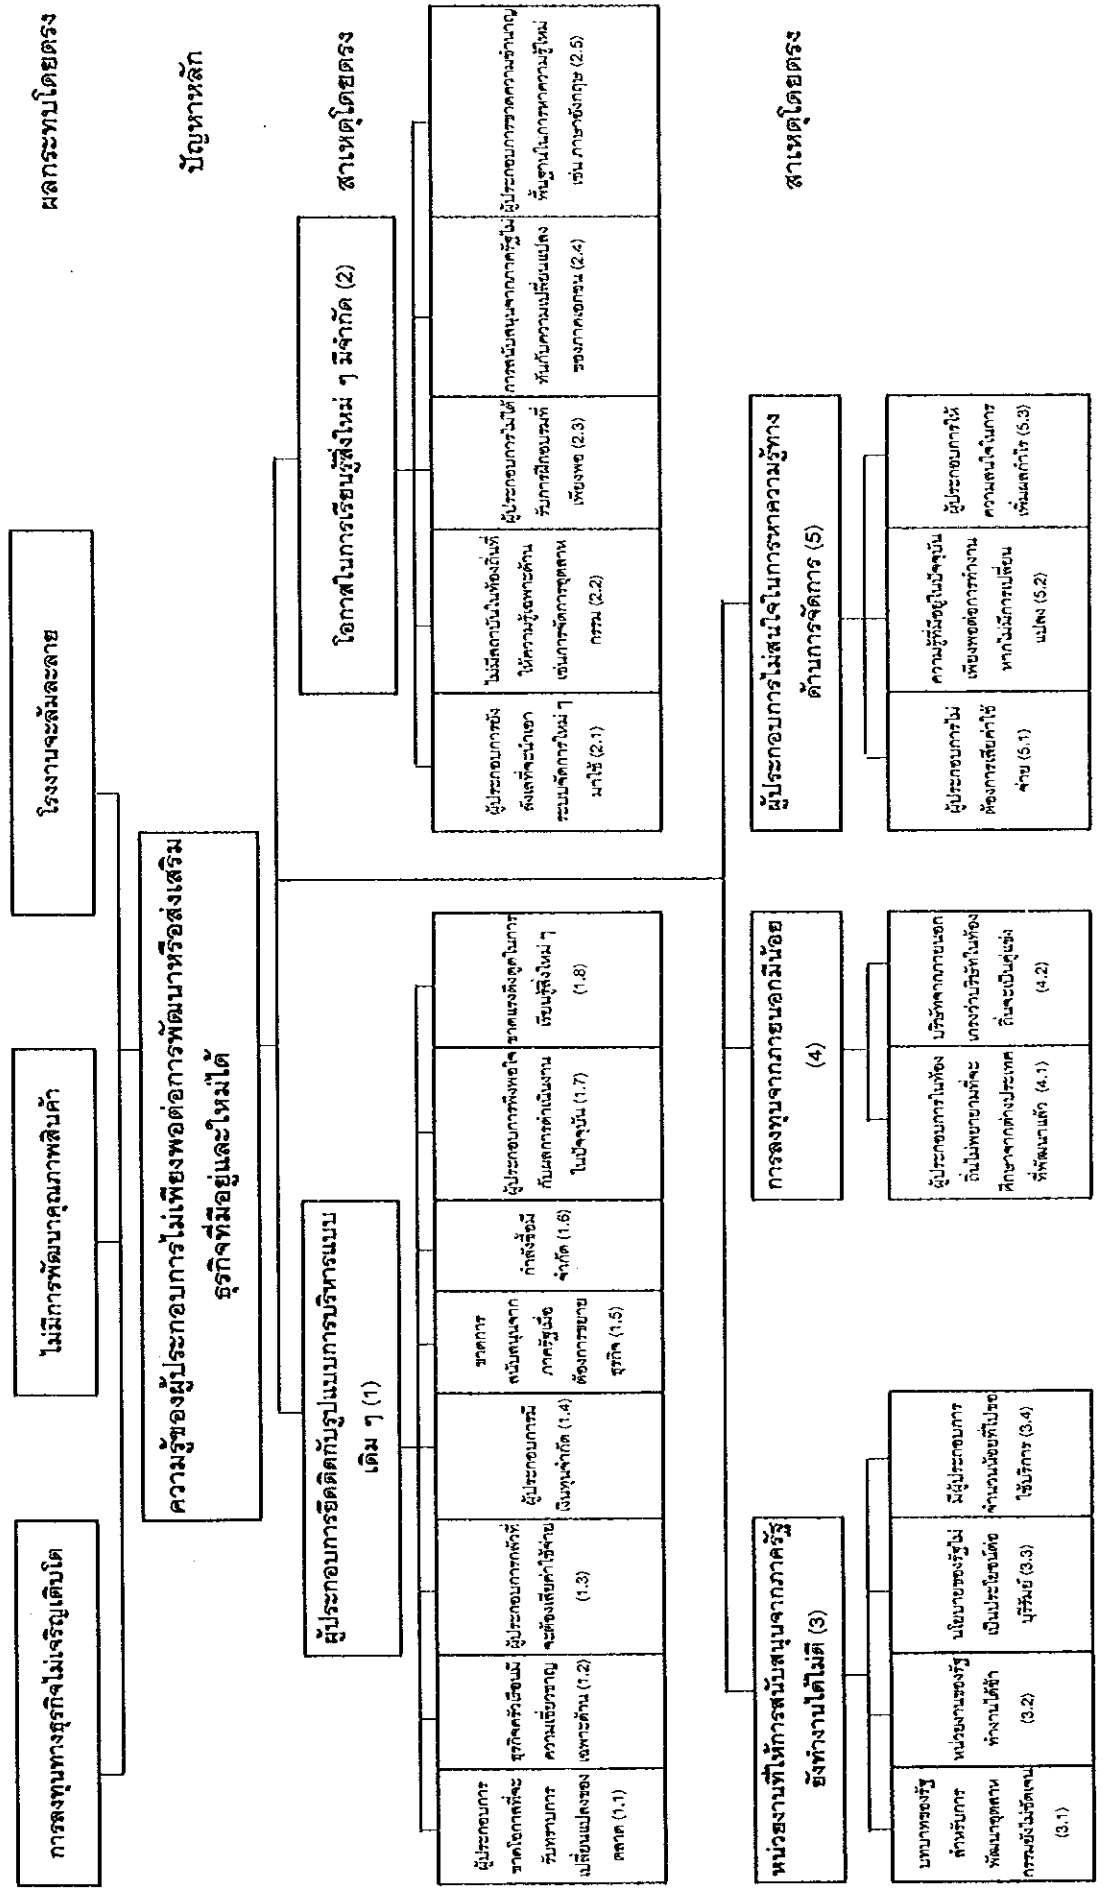 ผลกระทบโดยตรง
การลงทุนทางธุรกิจไม่เจริญเติบโต
ไม่มีการพัฒนาคุณภาพสินค้า
โรงงานจะล้มละลาย
ปัญหาหลัก
ความรู้ของผู้ประกอบการไม่เพียงพอต่อการพัฒนาหรือส่งเสริม
ธุรกิจที่มีอยู่และใหม่ได้
สาเหตุโดยตรง
ผู้ประกอบการยึดติดกับรูปแบบการบริหารแบบ
เดิม ๆ (1)
โอกาสในการเรียนรู้สิ่งใหม่ ๆ มีจำกัด (2)
ผู้ประกอบการ
ขาดโอกาสที่จะ
รับทราบการ
เปลี่ยนแปลงของ
ตลาด (1.1)
ธุรกิจครัวเรือนมี
ความเชี่ยวชาญ
เฉพาะด้าน (1.2)
ผู้ประกอบการกลัวที่
จะต้องเสียค่าใช้จ่าย
(1.3)
ผู้ประกอบการมี
เงินทุนจำกัด (1.4)
ขาดการ
สนับสนุนจาก
ภาครัฐเมื่อ
ต้องการขยาย
ธุรกิจ (1.5)
กำลังซื้อมี
จำกัด (1.6)
ผู้ประกอบการพึงพอใจ
กับผลการดำเนินงาน
ในปัจจุบัน (1.7)
ขาดแรงดึงดูดในการ
เรียนรู้สิ่งใหม่ ๆ
(1.8)
ผู้ประกอบการยัง
ลังเลที่จะนำเอา
ระบบจัดการใหม่ ๆ
มาใช้ (2.1)
ไม่มีสถาบันในท้องถิ่นที่
ให้ความรู้เฉพาะด้าน
เช่นการจัดการอุตสาห
กรรม (2.2)
ผู้ประกอบการไม่ได้
รับการฝึกอบรมที่
เพียงพอ (2.3)
การสนับสนุนจากภาครัฐไม่
ทันกับความเปลี่ยนแปลง
ของภาคเอกชน (2.4)
ผู้ประกอบการขาดความชำนาญ
พื้นฐานในการหาความรู้ใหม่
เช่น ภาษาอังกฤษ (2.5)
สาเหตุโดยตรง
หน่วยงานที่ให้การสนับสนุนจากภาครัฐ
ยังทำงานได้ไม่ดี (3)
การลงทุนจากภายนอกมีน้อย
(4)
ผู้ประกอบการไม่สนใจในการหาความรู้ทาง
ด้านการจัดการ (5)
บทบาทของรัฐ
สำหรับการ
พัฒนาอุตสาห
กรรมยังไม่ชัดเจน
(3.1)
หน่วยงานของรัฐ
ทำงานได้ช้า
(3.2)
นโยบายของรัฐไม่
เป็นประโยชน์ต่อ
บุรีรัมย์ (3.3)
มีผู้ประกอบการ
จำนวนน้อยที่ไปขอ
ใช้บริการ (3.4)
ผู้ประกอบการในท้อง
ถิ่นไม่พยายามที่จะ
ศึกษาจากต่างประเทศ
ที่พัฒนาแล้ว (4.1)
บริษัทจากภายนอก
เกรงว่าบริษัทในท้อง
ถิ่นจะเป็นคู่แข่ง
(4.2)
ผู้ประกอบการไม่
ต้องการเสียค่าใช้
จ่าย (5.1)
ความรู้ที่มีอยู่ในปัจจุบัน
เพียงพอต่อการทำงาน
หากไม่มีการเปลี่ยน
แปลง (5.2)
ผู้ประกอบการให้
ความสนใจในการ
เพิ่มผลกำไร (5.3)